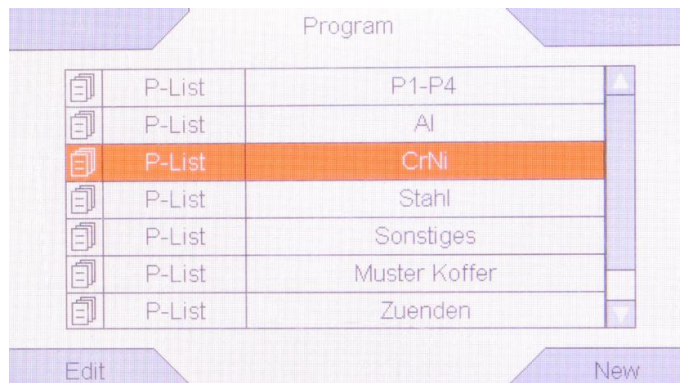 Program
P-List P1-P4
P-List Al
P-List CrNi
P-List Stahl
P-List Sonstiges
P-List Muster Koffer
P-List Zuenden
Edit New